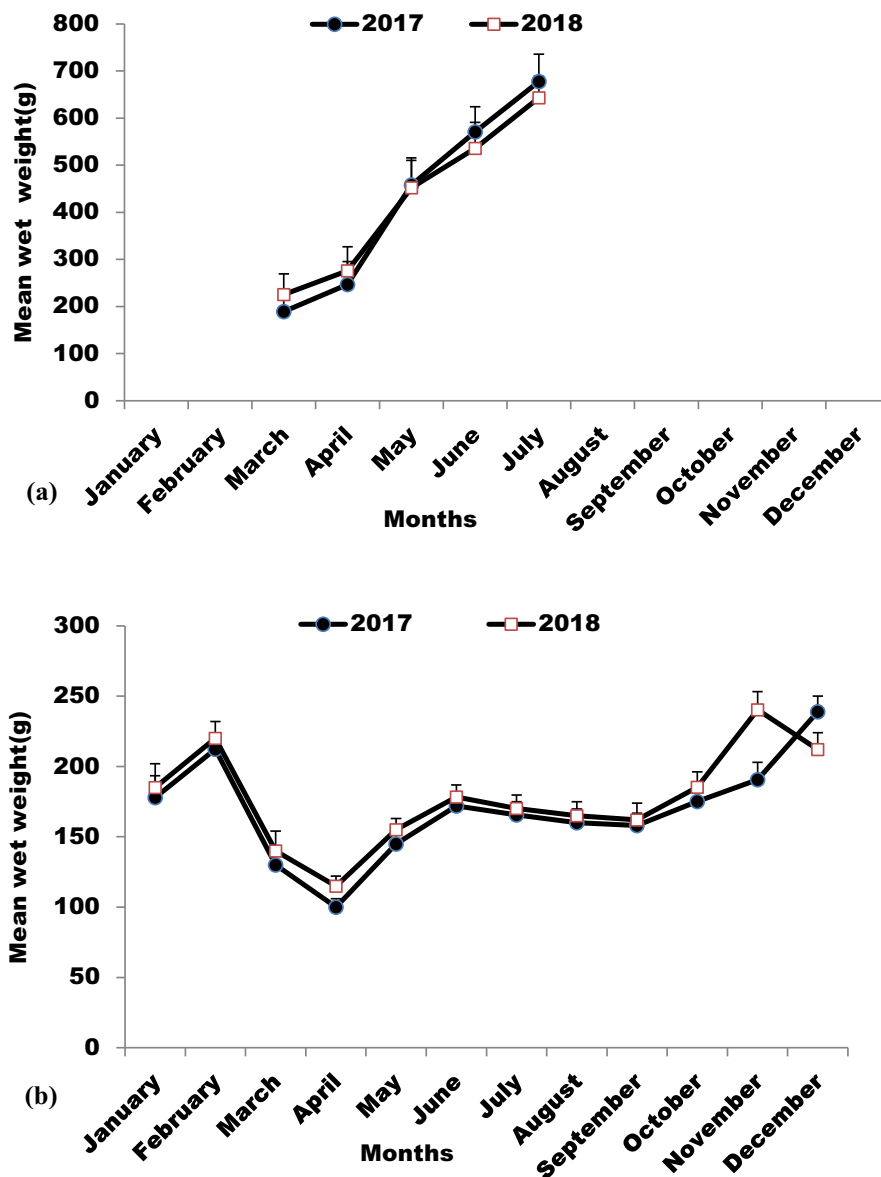 2017 2018
Mean wet weight(g)
800
700
600
500
400
300
200
100
0
January
February
March
April
May
June
July
August
September
October
November
December
(a)
Months
2017 2018
Mean wet weight(g)
300
250
200
150
100
50
0
January
February
March
April
May
June
July
August
September
October
November
December
(b)
Months